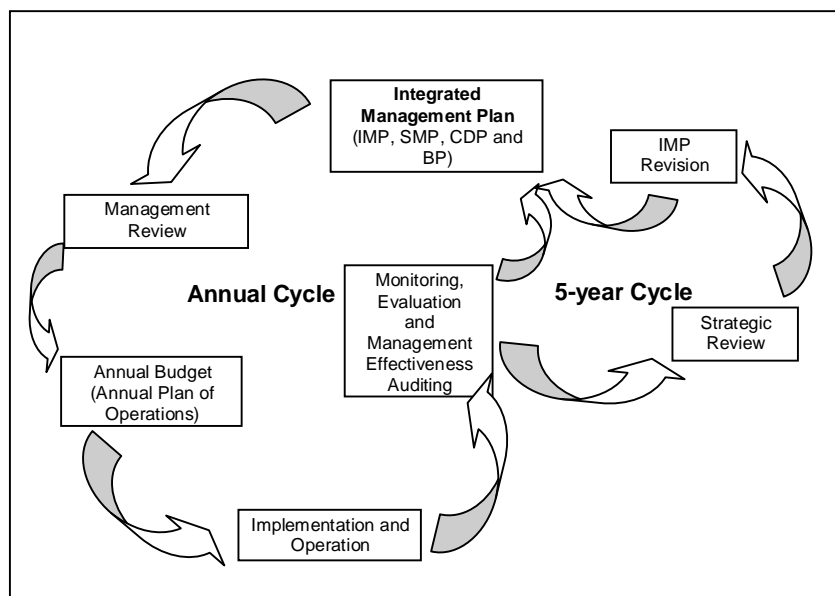 Integrated
Management Plan
(IMP, SMP, CDP and
BP)
IMP
Revision
Management
Review
Annual Cycle
Monitoring,
Evaluation
and
Management
Effectiveness
Auditing
5-year Cycle
Strategic
Review
Annual Budget
(Annual Plan of
Operations)
Implementation and
Operation